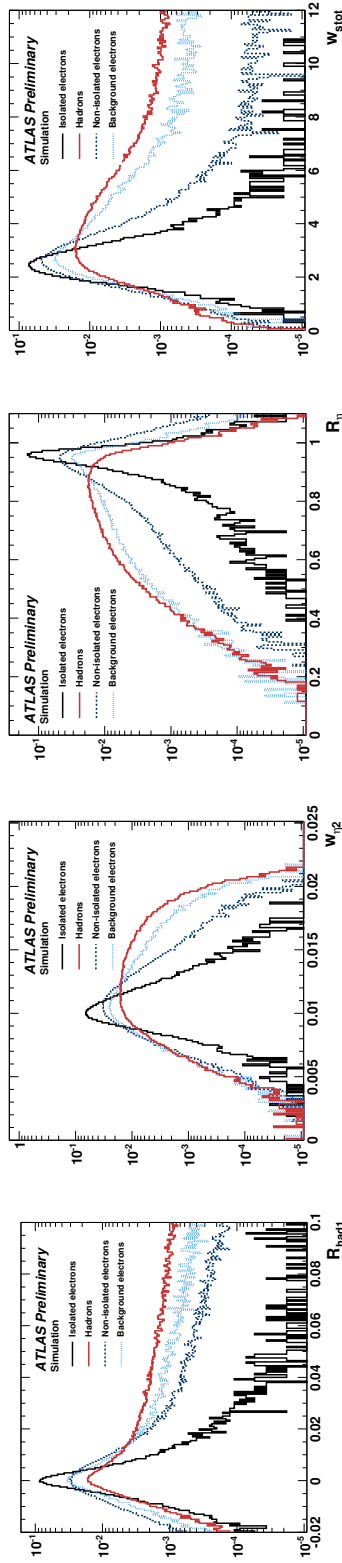 ATLAS Preliminary
Simulation
Isolated electrons
Hadrons
Non-isolated electrons
Background electrons
10⁻¹
10⁻²
10⁻³
10⁻⁴
10⁻⁵
-0.02 0 0.02 0.04 0.06 0.08 0.1
R_had1
ATLAS Preliminary
Simulation
Isolated electrons
Hadrons
Non-isolated electrons
Background electrons
1
10⁻¹
10⁻²
10⁻³
10⁻⁴
10⁻⁵
0 0.005 0.01 0.015 0.02 0.025
w_η2
ATLAS Preliminary
Simulation
Isolated electrons
Hadrons
Non-isolated electrons
Background electrons
10⁻¹
10⁻²
10⁻³
10⁻⁴
10⁻⁵
0 0.2 0.4 0.6 0.8 1
R_η
ATLAS Preliminary
Simulation
Isolated electrons
Hadrons
Non-isolated electrons
Background electrons
10⁻¹
10⁻²
10⁻³
10⁻⁴
10⁻⁵
0 2 4 6 8 10 12
w_stot